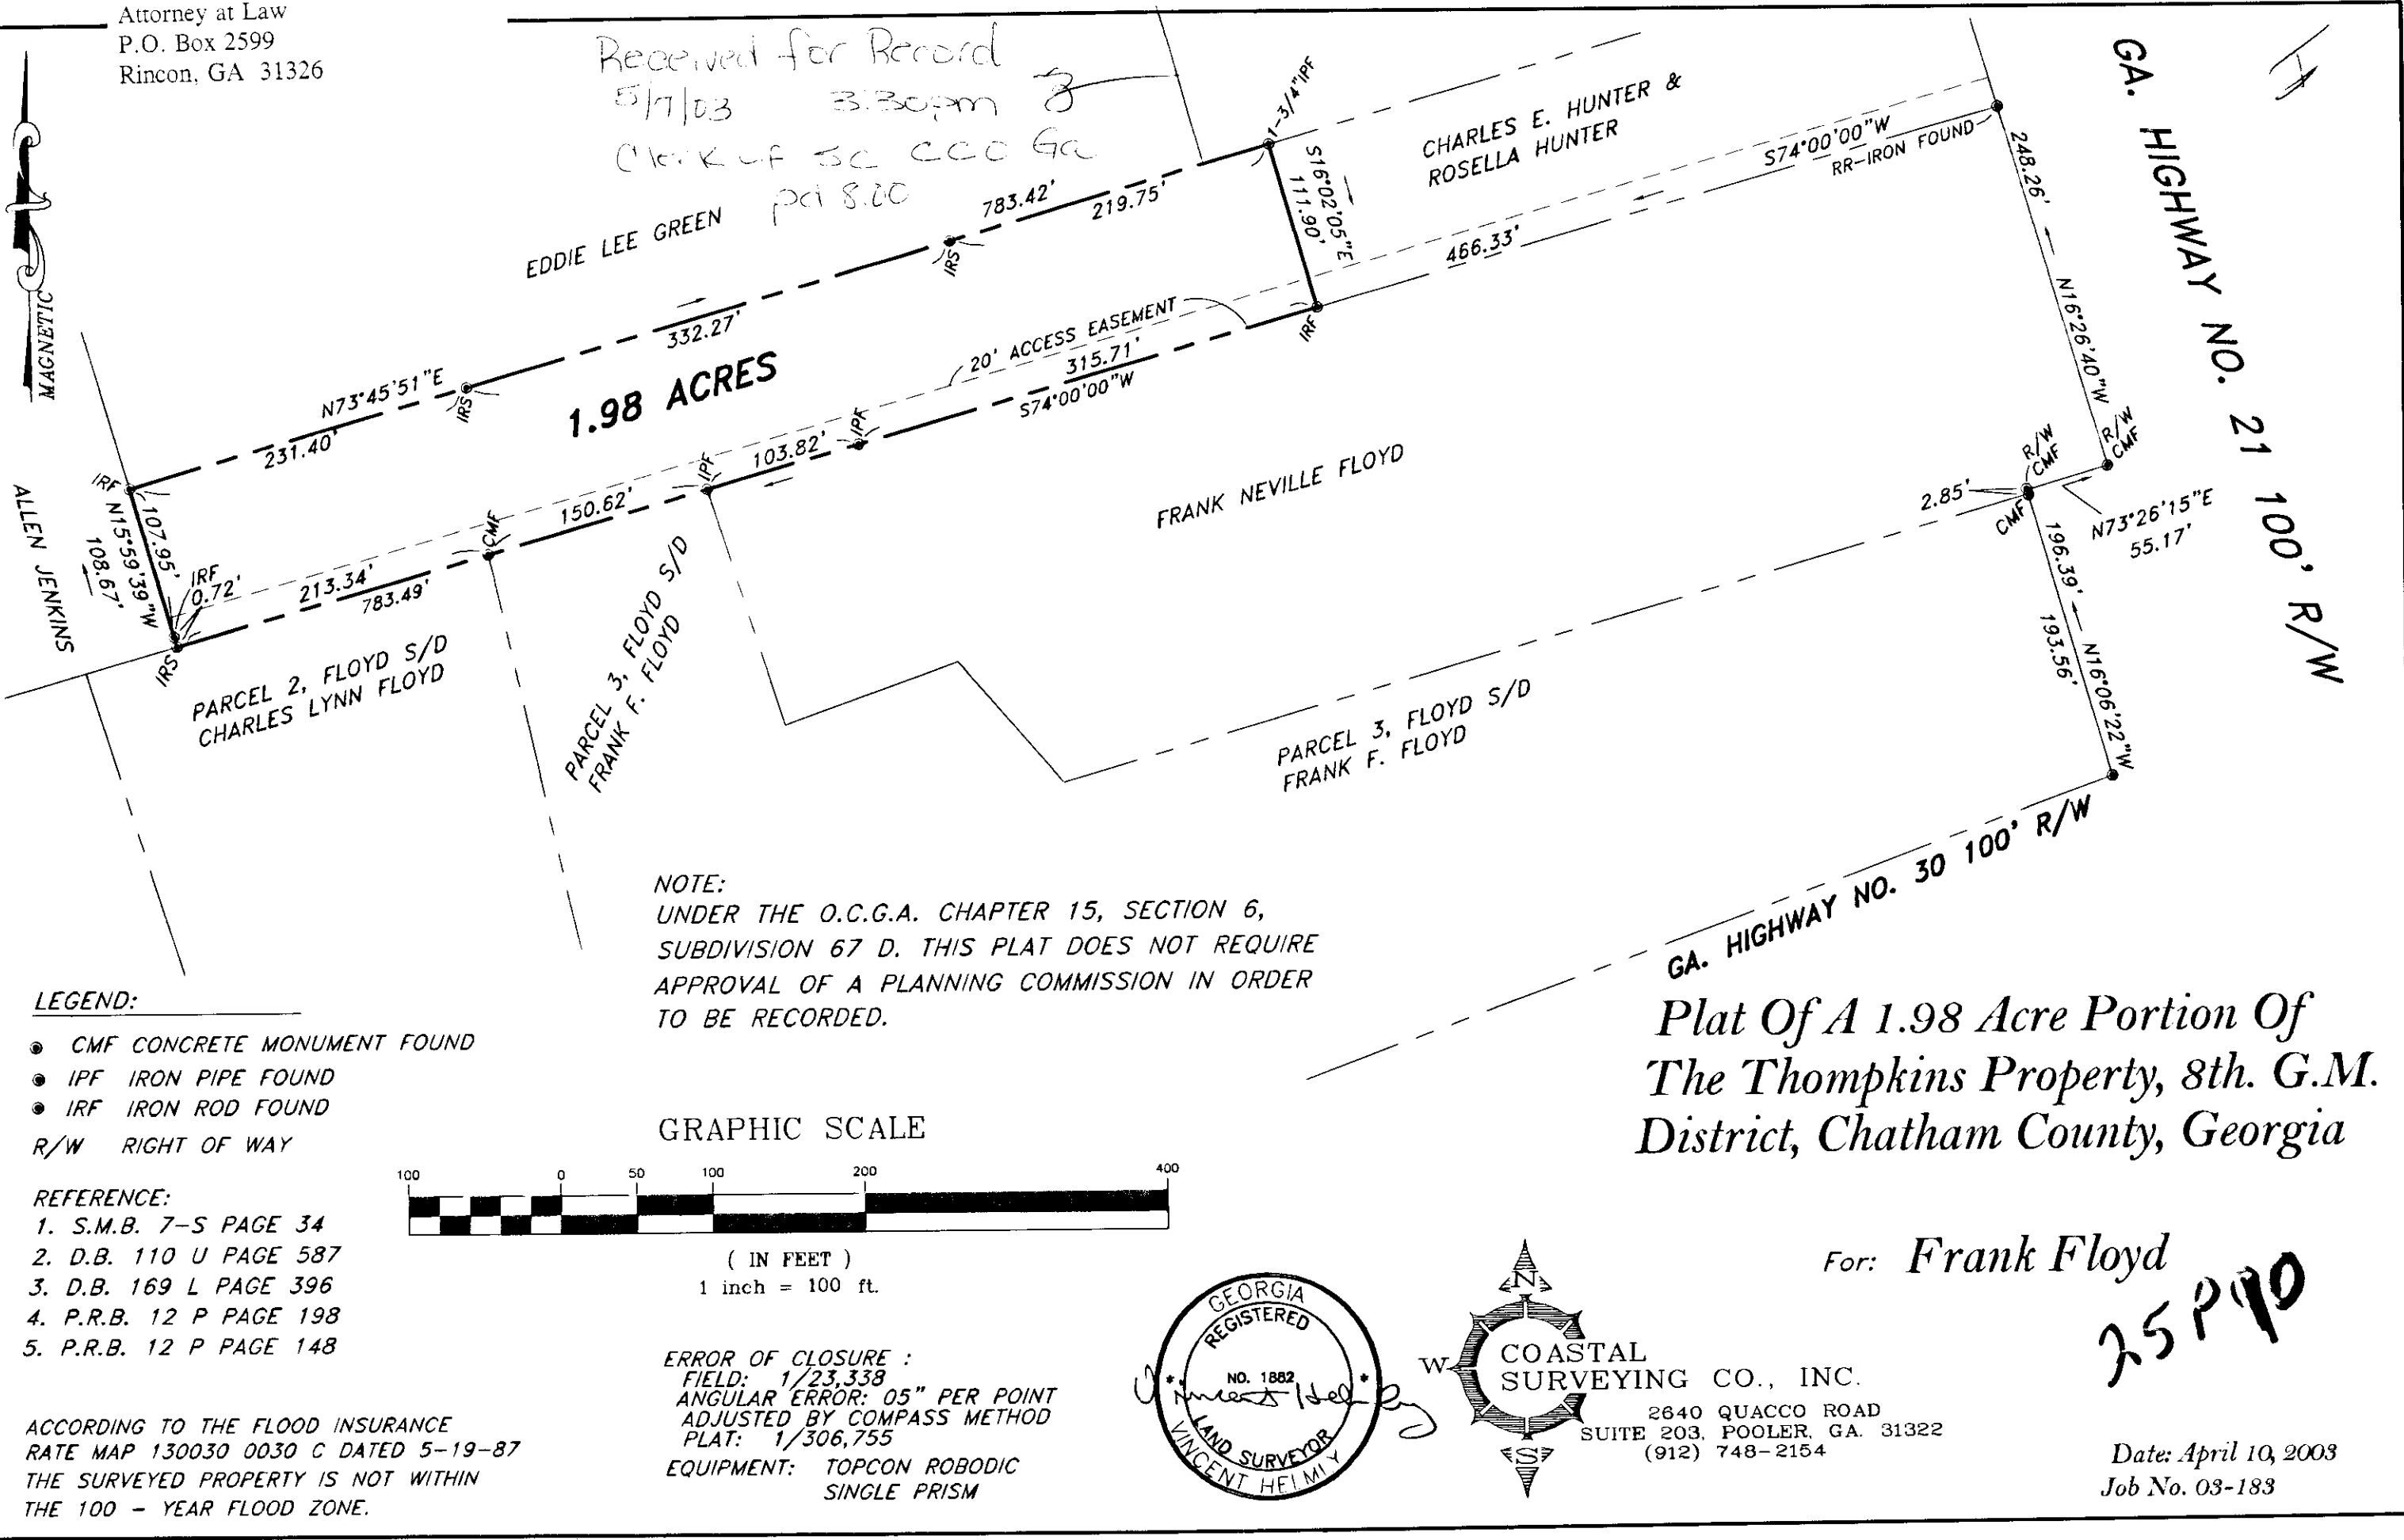 Attorney at Law
P.O. Box 2599
Rincon, GA 31326
Received for Record
5/7/03 3:30pm
Clerk of SC CCO Ga
pd 8.00
MAGNETIC
EDDIE LEE GREEN
783.42'
219.75'
1-3/4"IPF
S16°02'05"E
111.90'
CHARLES E. HUNTER &
ROSELLA HUNTER
S74°00'00"W
RR-IRON FOUND
466.33'
248.26'
N16°26'40"W
GA. HIGHWAY NO. 21 100' R/W
IRS
332.27'
N73°45'51"E
231.40'
IRS
1.98 ACRES
20' ACCESS EASEMENT
315.71'
S74°00'00"W
IRF
IPF
103.82'
IPF
150.62'
CMF
213.34'
783.49'
IRF
107.95'
N15°59'39"W
108.67'
IRF
0.72'
IRS
ALLEN JENKINS
PARCEL 2, FLOYD S/D
CHARLES LYNN FLOYD
PARCEL 3, FLOYD S/D
FRANK F. FLOYD
FRANK NEVILLE FLOYD
R/W
CMF
R/W
CMF
2.85'
CMF
N73°26'15"E
55.17'
196.39'
193.56'
N16°06'22"W
PARCEL 3, FLOYD S/D
FRANK F. FLOYD
GA. HIGHWAY NO. 30 100' R/W
NOTE:
UNDER THE O.C.G.A. CHAPTER 15, SECTION 6,
SUBDIVISION 67 D. THIS PLAT DOES NOT REQUIRE
APPROVAL OF A PLANNING COMMISSION IN ORDER
TO BE RECORDED.
LEGEND:
CMF CONCRETE MONUMENT FOUND
IPF IRON PIPE FOUND
IRF IRON ROD FOUND
R/W RIGHT OF WAY
REFERENCE:
1. S.M.B. 7-S PAGE 34
2. D.B. 110 U PAGE 587
3. D.B. 169 L PAGE 396
4. P.R.B. 12 P PAGE 198
5. P.R.B. 12 P PAGE 148
ACCORDING TO THE FLOOD INSURANCE
RATE MAP 130030 0030 C DATED 5-19-87
THE SURVEYED PROPERTY IS NOT WITHIN
THE 100 - YEAR FLOOD ZONE.
GRAPHIC SCALE
100 0 50 100 200 400
( IN FEET )
1 inch = 100 ft.
ERROR OF CLOSURE :
FIELD: 1/23,338
ANGULAR ERROR: 05" PER POINT
ADJUSTED BY COMPASS METHOD
PLAT: 1/306,755
EQUIPMENT: TOPCON ROBODIC
SINGLE PRISM
GEORGIA
REGISTERED
NO. 1882
Vincent Helmly
LAND SURVEYOR
VINCENT HELMLY
N
W
S
COASTAL
SURVEYING CO., INC.
2640 QUACCO ROAD
SUITE 203, POOLER, GA. 31322
(912) 748-2154
Plat Of A 1.98 Acre Portion Of
The Thompkins Property, 8th. G.M.
District, Chatham County, Georgia
For: Frank Floyd
25 P 90
Date: April 10, 2003
Job No. 03-183